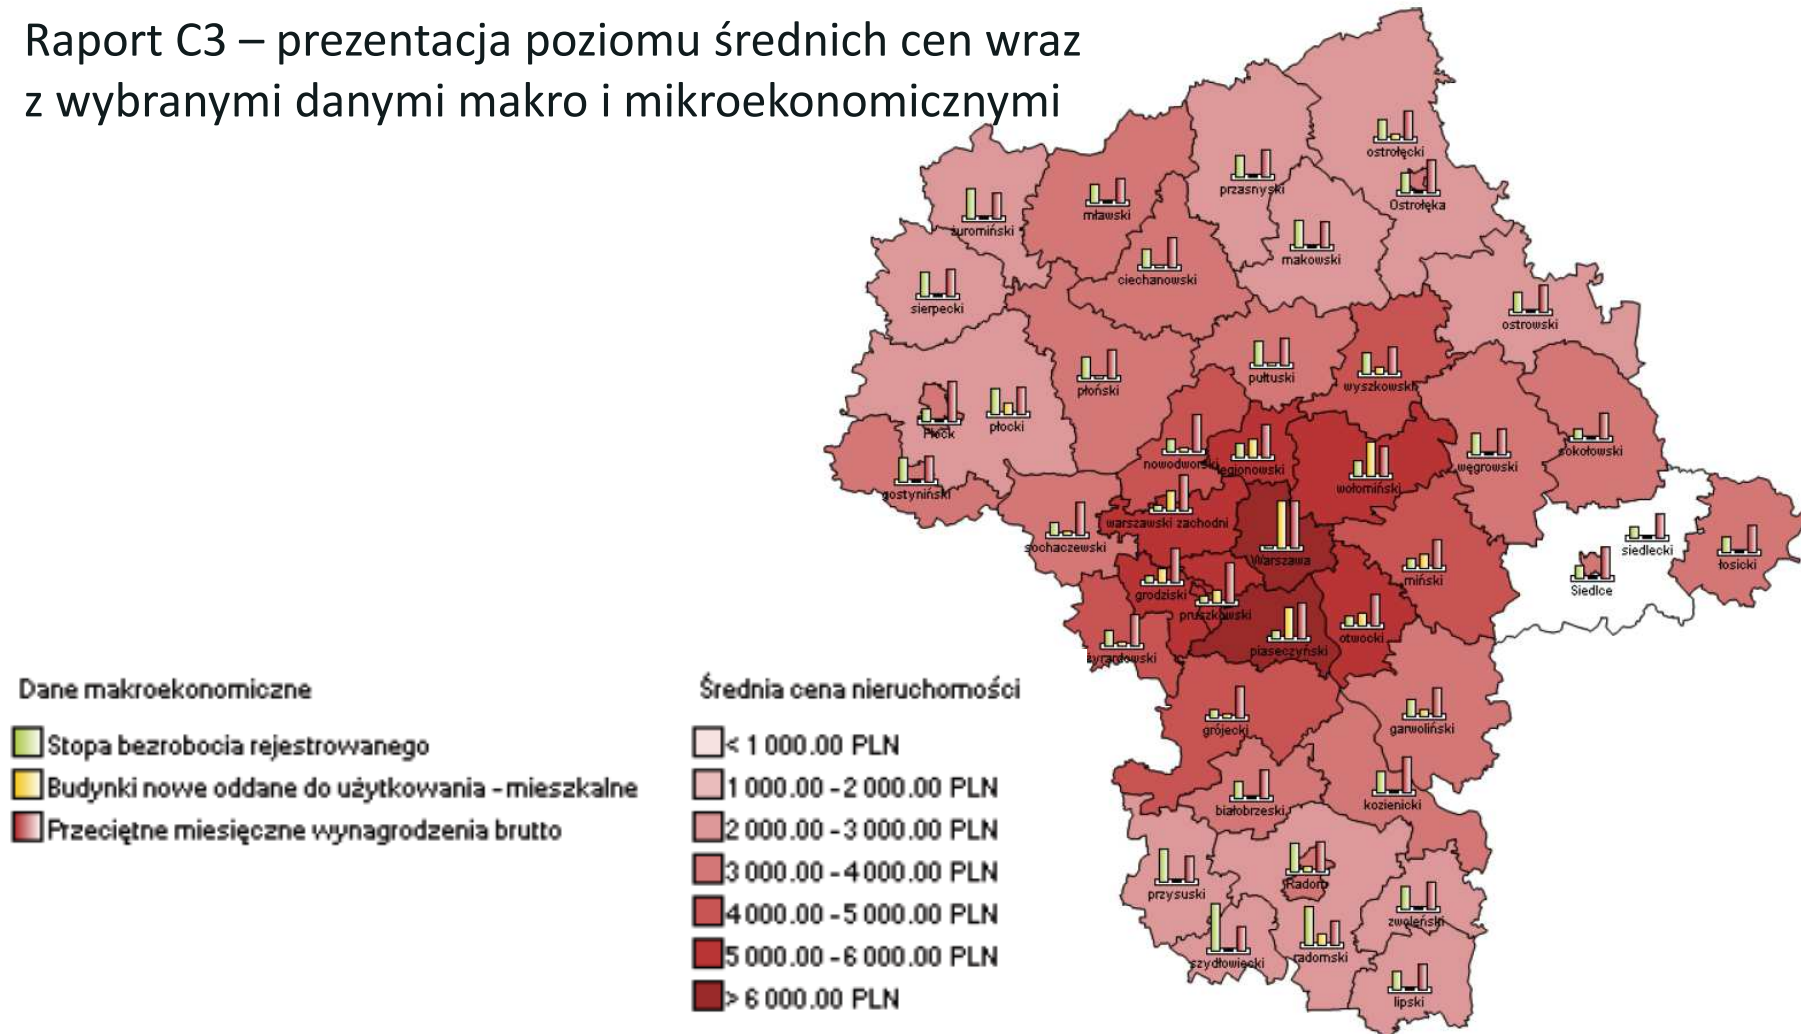 Raport C3 – prezentacja poziomu średnich cen wraz
z wybranymi danymi makro i mikroekonomicznymi
ostrołęcki
przasnyski
Ostrołęka
mławski
żuromiński
makowski
ciechanowski
sierpecki
ostrowski
płoński
pułtuski
wyszkowski
Płock
płocki
nowodworski
legionowski
węgrowski
sokołowski
wołomiński
gostyniński
warszawski zachodni
sochaczewski
Warszawa
siedlecki
łosicki
miński
Siedlce
grodziski
pruszkowski
otwocki
piaseczyński
żyrardowski
grójecki
garwoliński
białobrzeski
kozienicki
Radom
przysuski
zwoleński
szydłowiecki
radomski
lipski
Dane makroekonomiczne
Stopa bezrobocia rejestrowanego
Budynki nowe oddane do użytkowania - mieszkalne
Przeciętne miesięczne wynagrodzenia brutto
Średnia cena nieruchomości
< 1 000.00 PLN
1 000.00 - 2 000.00 PLN
2 000.00 - 3 000.00 PLN
3 000.00 - 4 000.00 PLN
4 000.00 - 5 000.00 PLN
5 000.00 - 6 000.00 PLN
> 6 000.00 PLN